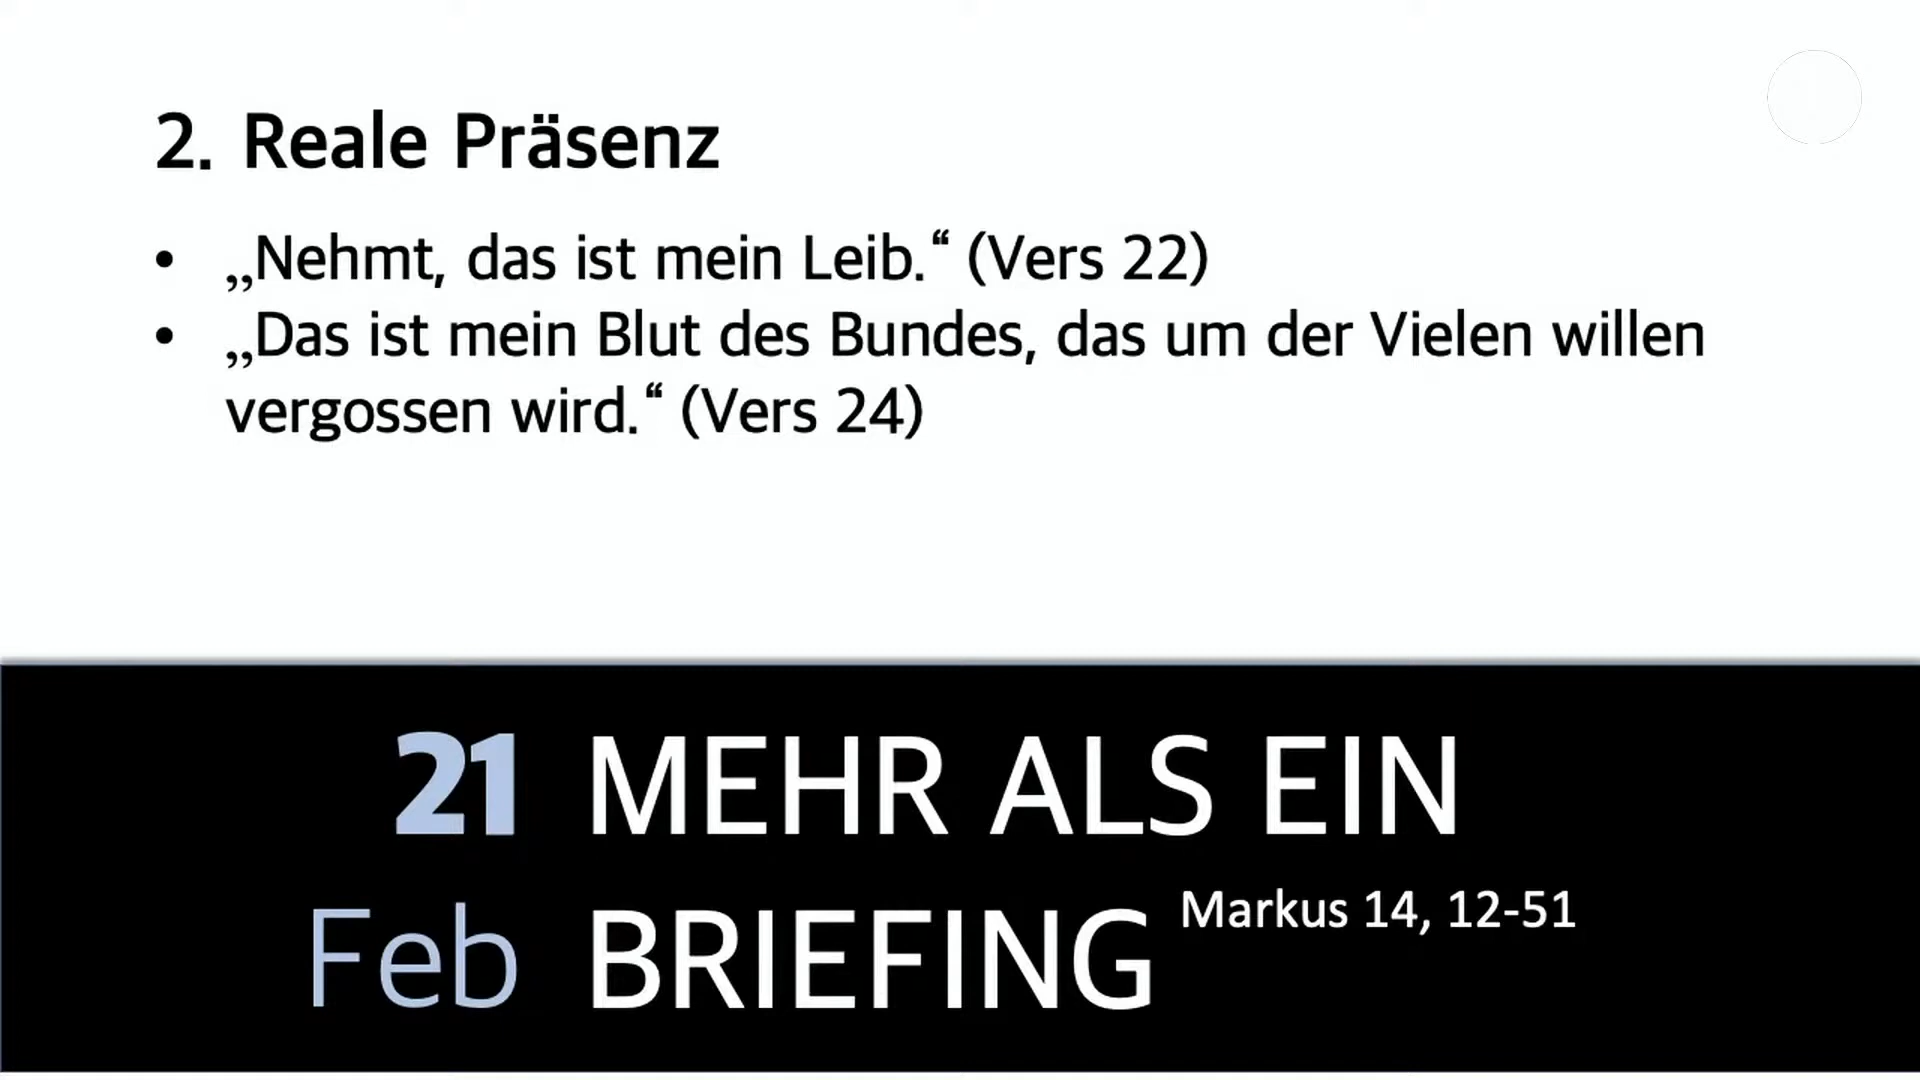 2. Reale Präsenz
• „Nehmt, das ist mein Leib.“ (Vers 22)
• „Das ist mein Blut des Bundes, das um der Vielen willen
vergossen wird.“ (Vers 24)
21 MEHR ALS EIN
Feb BRIEFING Markus 14, 12-51